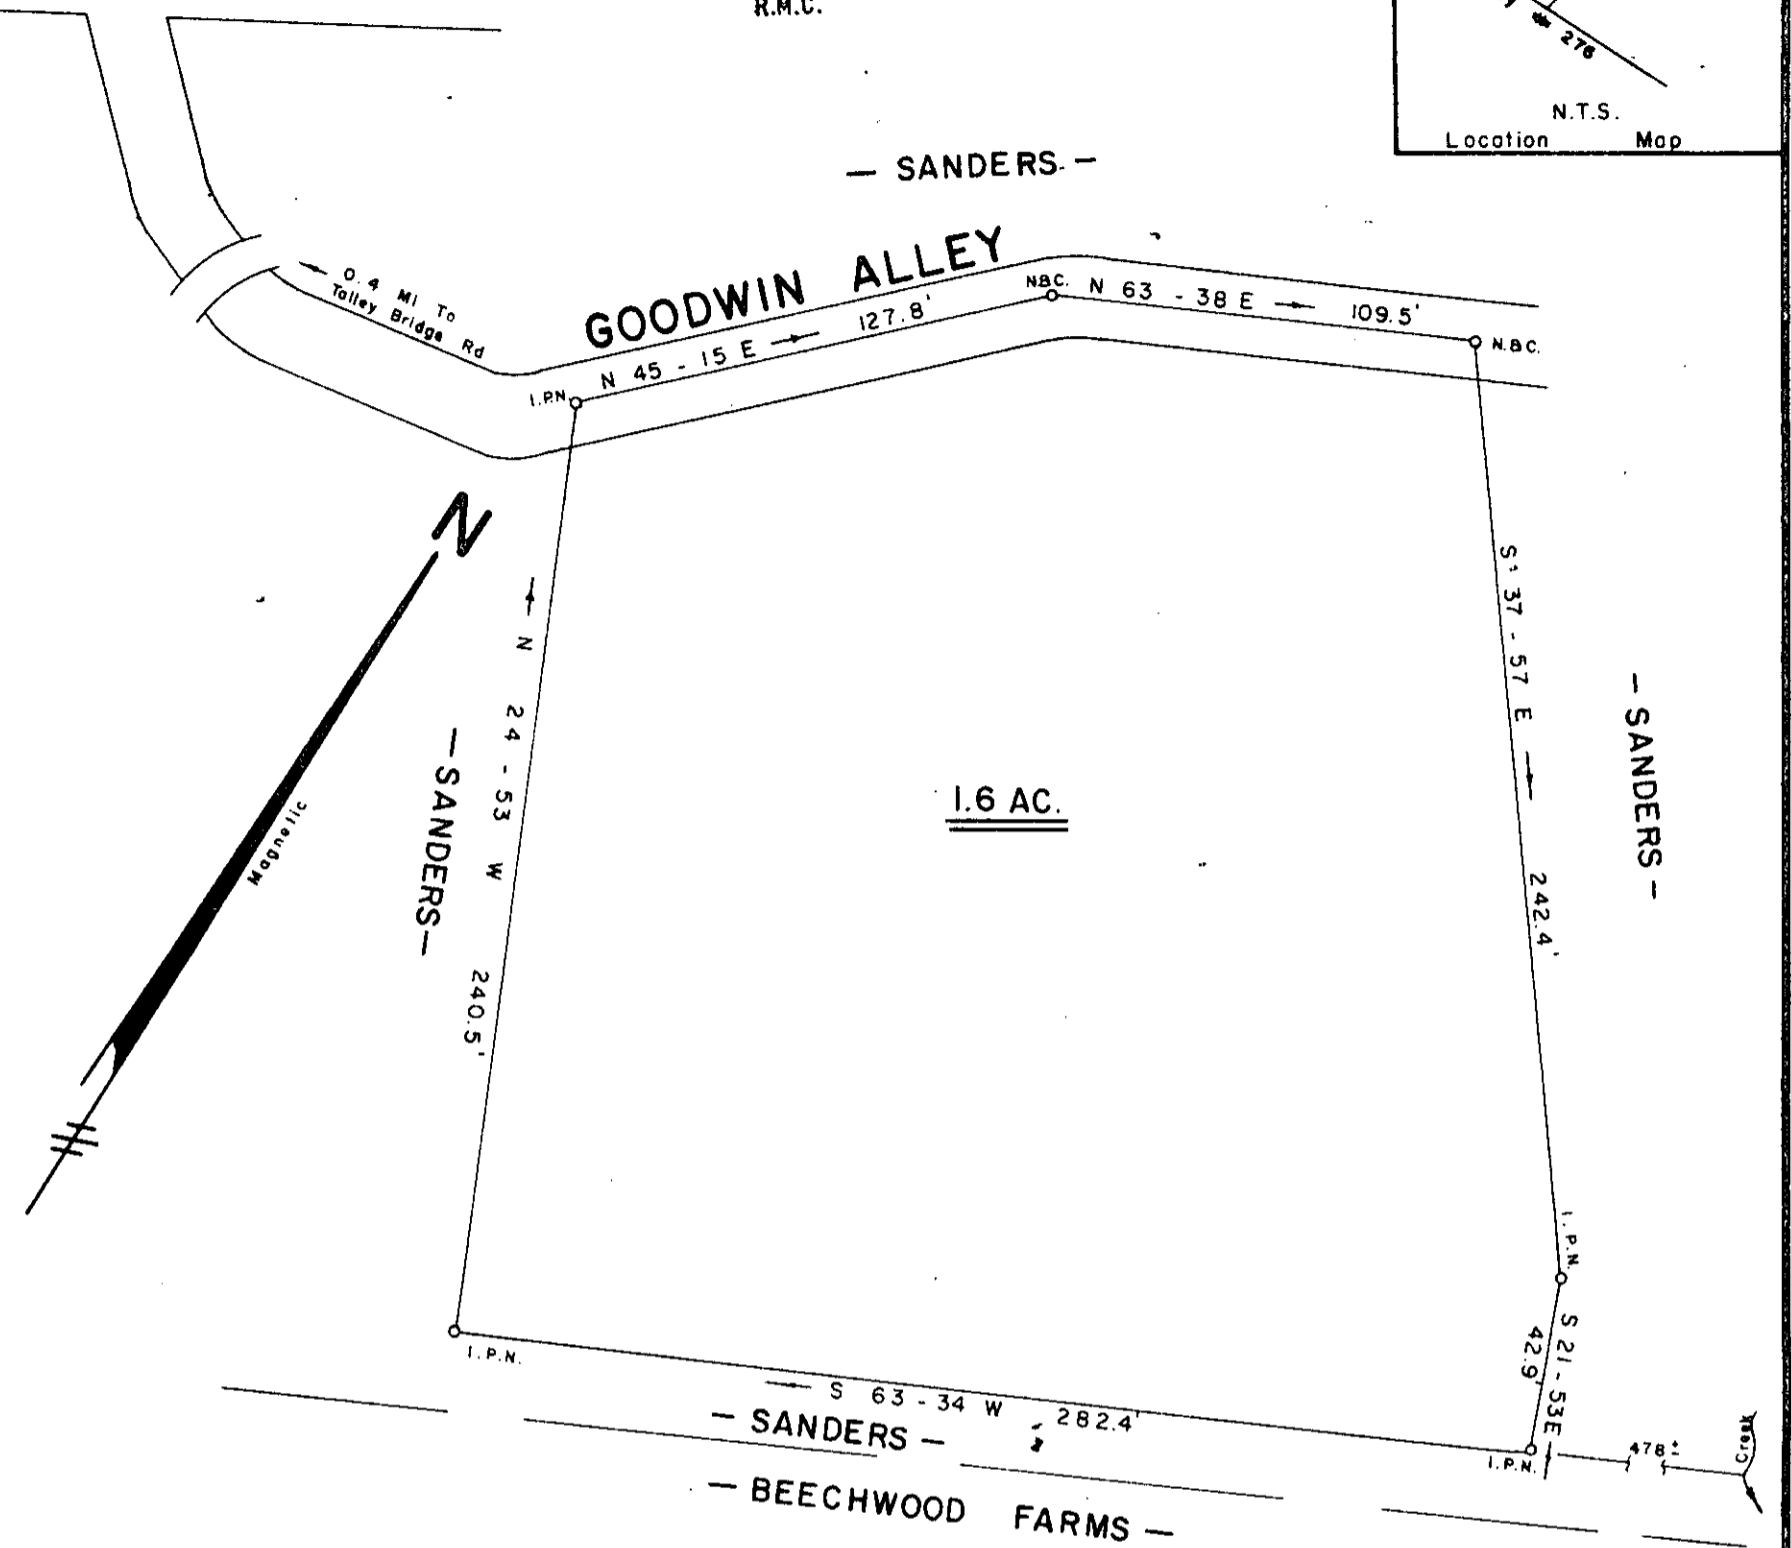 R.M.C.
# 276
N.T.S.
Location Map
— SANDERS —
GOODWIN ALLEY
0.4 MI To
Talley Bridge Rd
N 45 - 15 E 127.8'
N.B.C. N 63 - 38 E 109.5'
N.B.C.
I.P.N.
N
Magnetic
N 24 - 53 W 240.5'
— SANDERS —
1.6 AC.
S 37 - 57 E 242.4'
— SANDERS —
I.P.N.
S 21 - 53 E
42.9'
I.P.N.
S 63 - 34 W 282.4'
— SANDERS —
I.P.N.
478±
Creek
— BEECHWOOD FARMS —